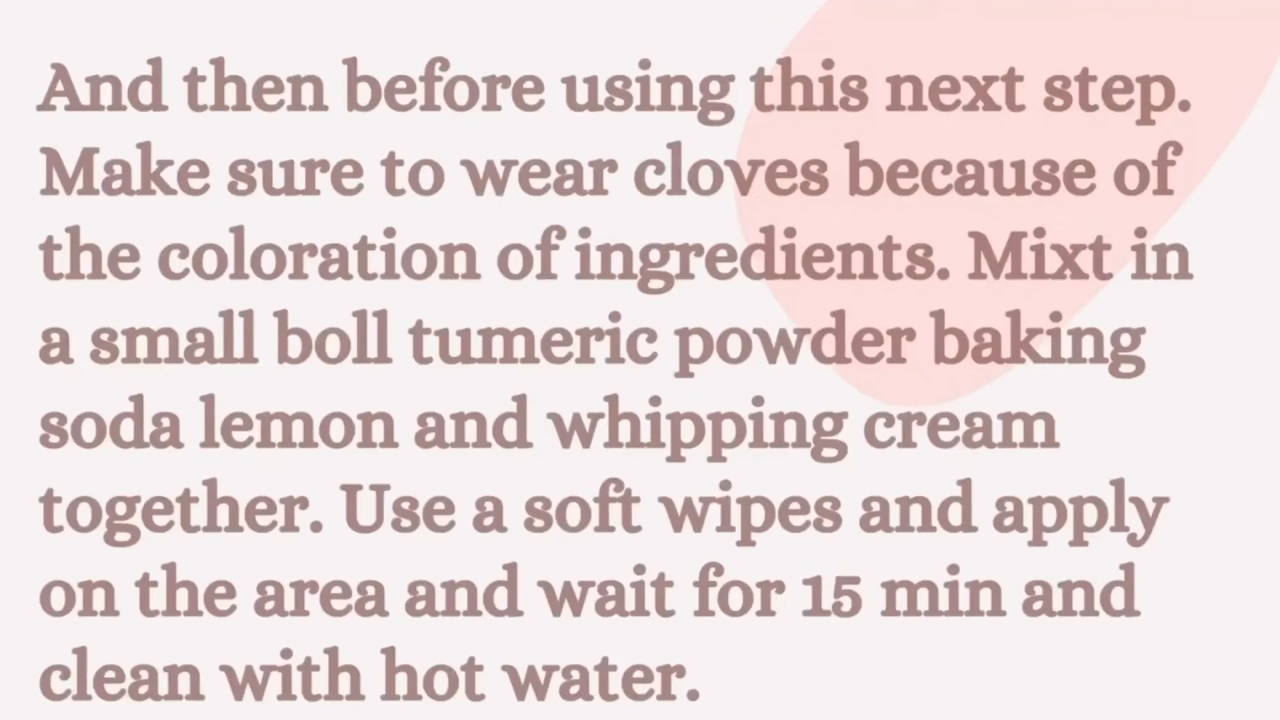 And then before using this next step.
Make sure to wear cloves because of
the coloration of ingredients. Mixt in
a small boll tumeric powder baking
soda lemon and whipping cream
together. Use a soft wipes and apply
on the area and wait for 15 min and
clean with hot water.